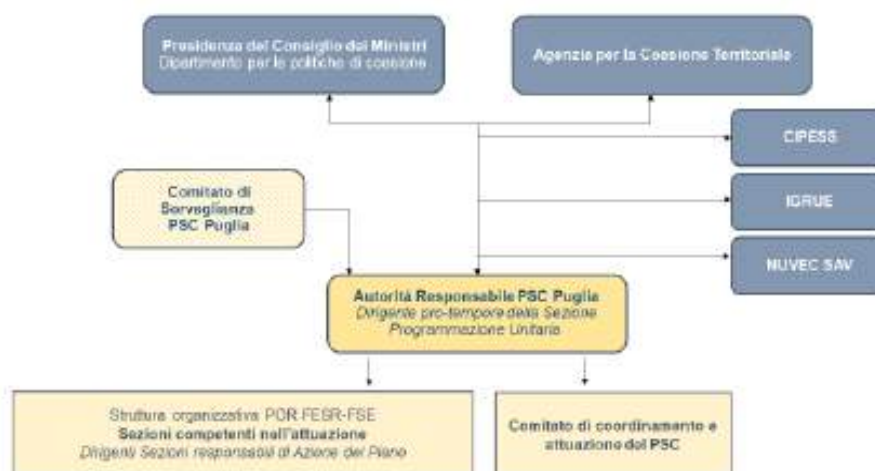 Presidenza del Consiglio dei Ministri
Dipartimento per le politiche di coesione
Agenzia per la Coesione Territoriale
CIPESS
Comitato di
Sorveglianza
PSC Puglia
IGRUE
NUVEC SAV
Autorità Responsabile PSC Puglia
Dirigente pro-tempore della Sezione
Programmazione Unitaria
Struttura organizzativa POR FESR-FSE
Sezioni competenti nell'attuazione
Dirigenti Sezioni responsabili di Azione del Piano
Comitato di coordinamento e
attuazione del PSC